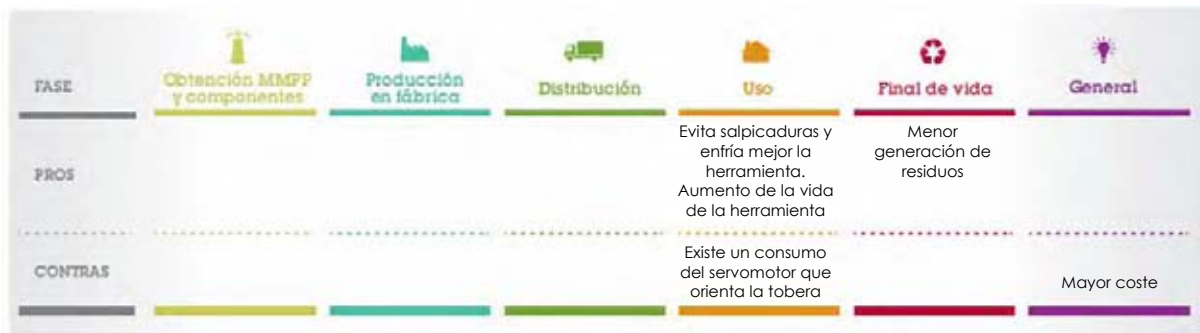 FASE
Obtención MMPP
y componentes
Producción
en fábrica
Distribución
Uso
Final de vida
General
PROS
Evita salpicaduras y
enfría mejor la
herramienta.
Aumento de la vida
de la herramienta
Menor
generación de
residuos
CONTRAS
Existe un consumo
del servomotor que
orienta la tobera
Mayor coste